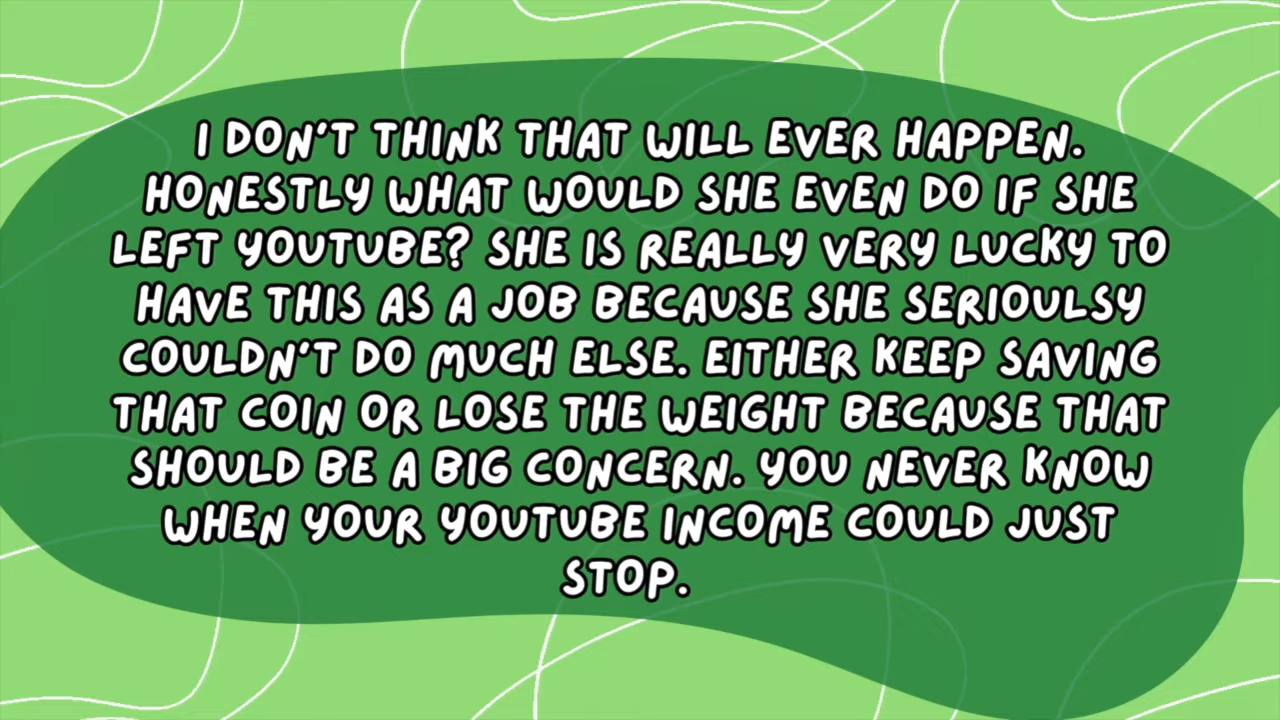 I DON'T THINK THAT WILL EVER HAPPEN.
HONESTLY WHAT WOULD SHE EVEN DO IF SHE
LEFT YOUTUBE? SHE IS REALLY VERY LUCKY TO
HAVE THIS AS A JOB BECAUSE SHE SERIOULSY
COULDN'T DO MUCH ELSE. EITHER KEEP SAVING
THAT COIN OR LOSE THE WEIGHT BECAUSE THAT
SHOULD BE A BIG CONCERN. YOU NEVER KNOW
WHEN YOUR YOUTUBE INCOME COULD JUST
STOP.